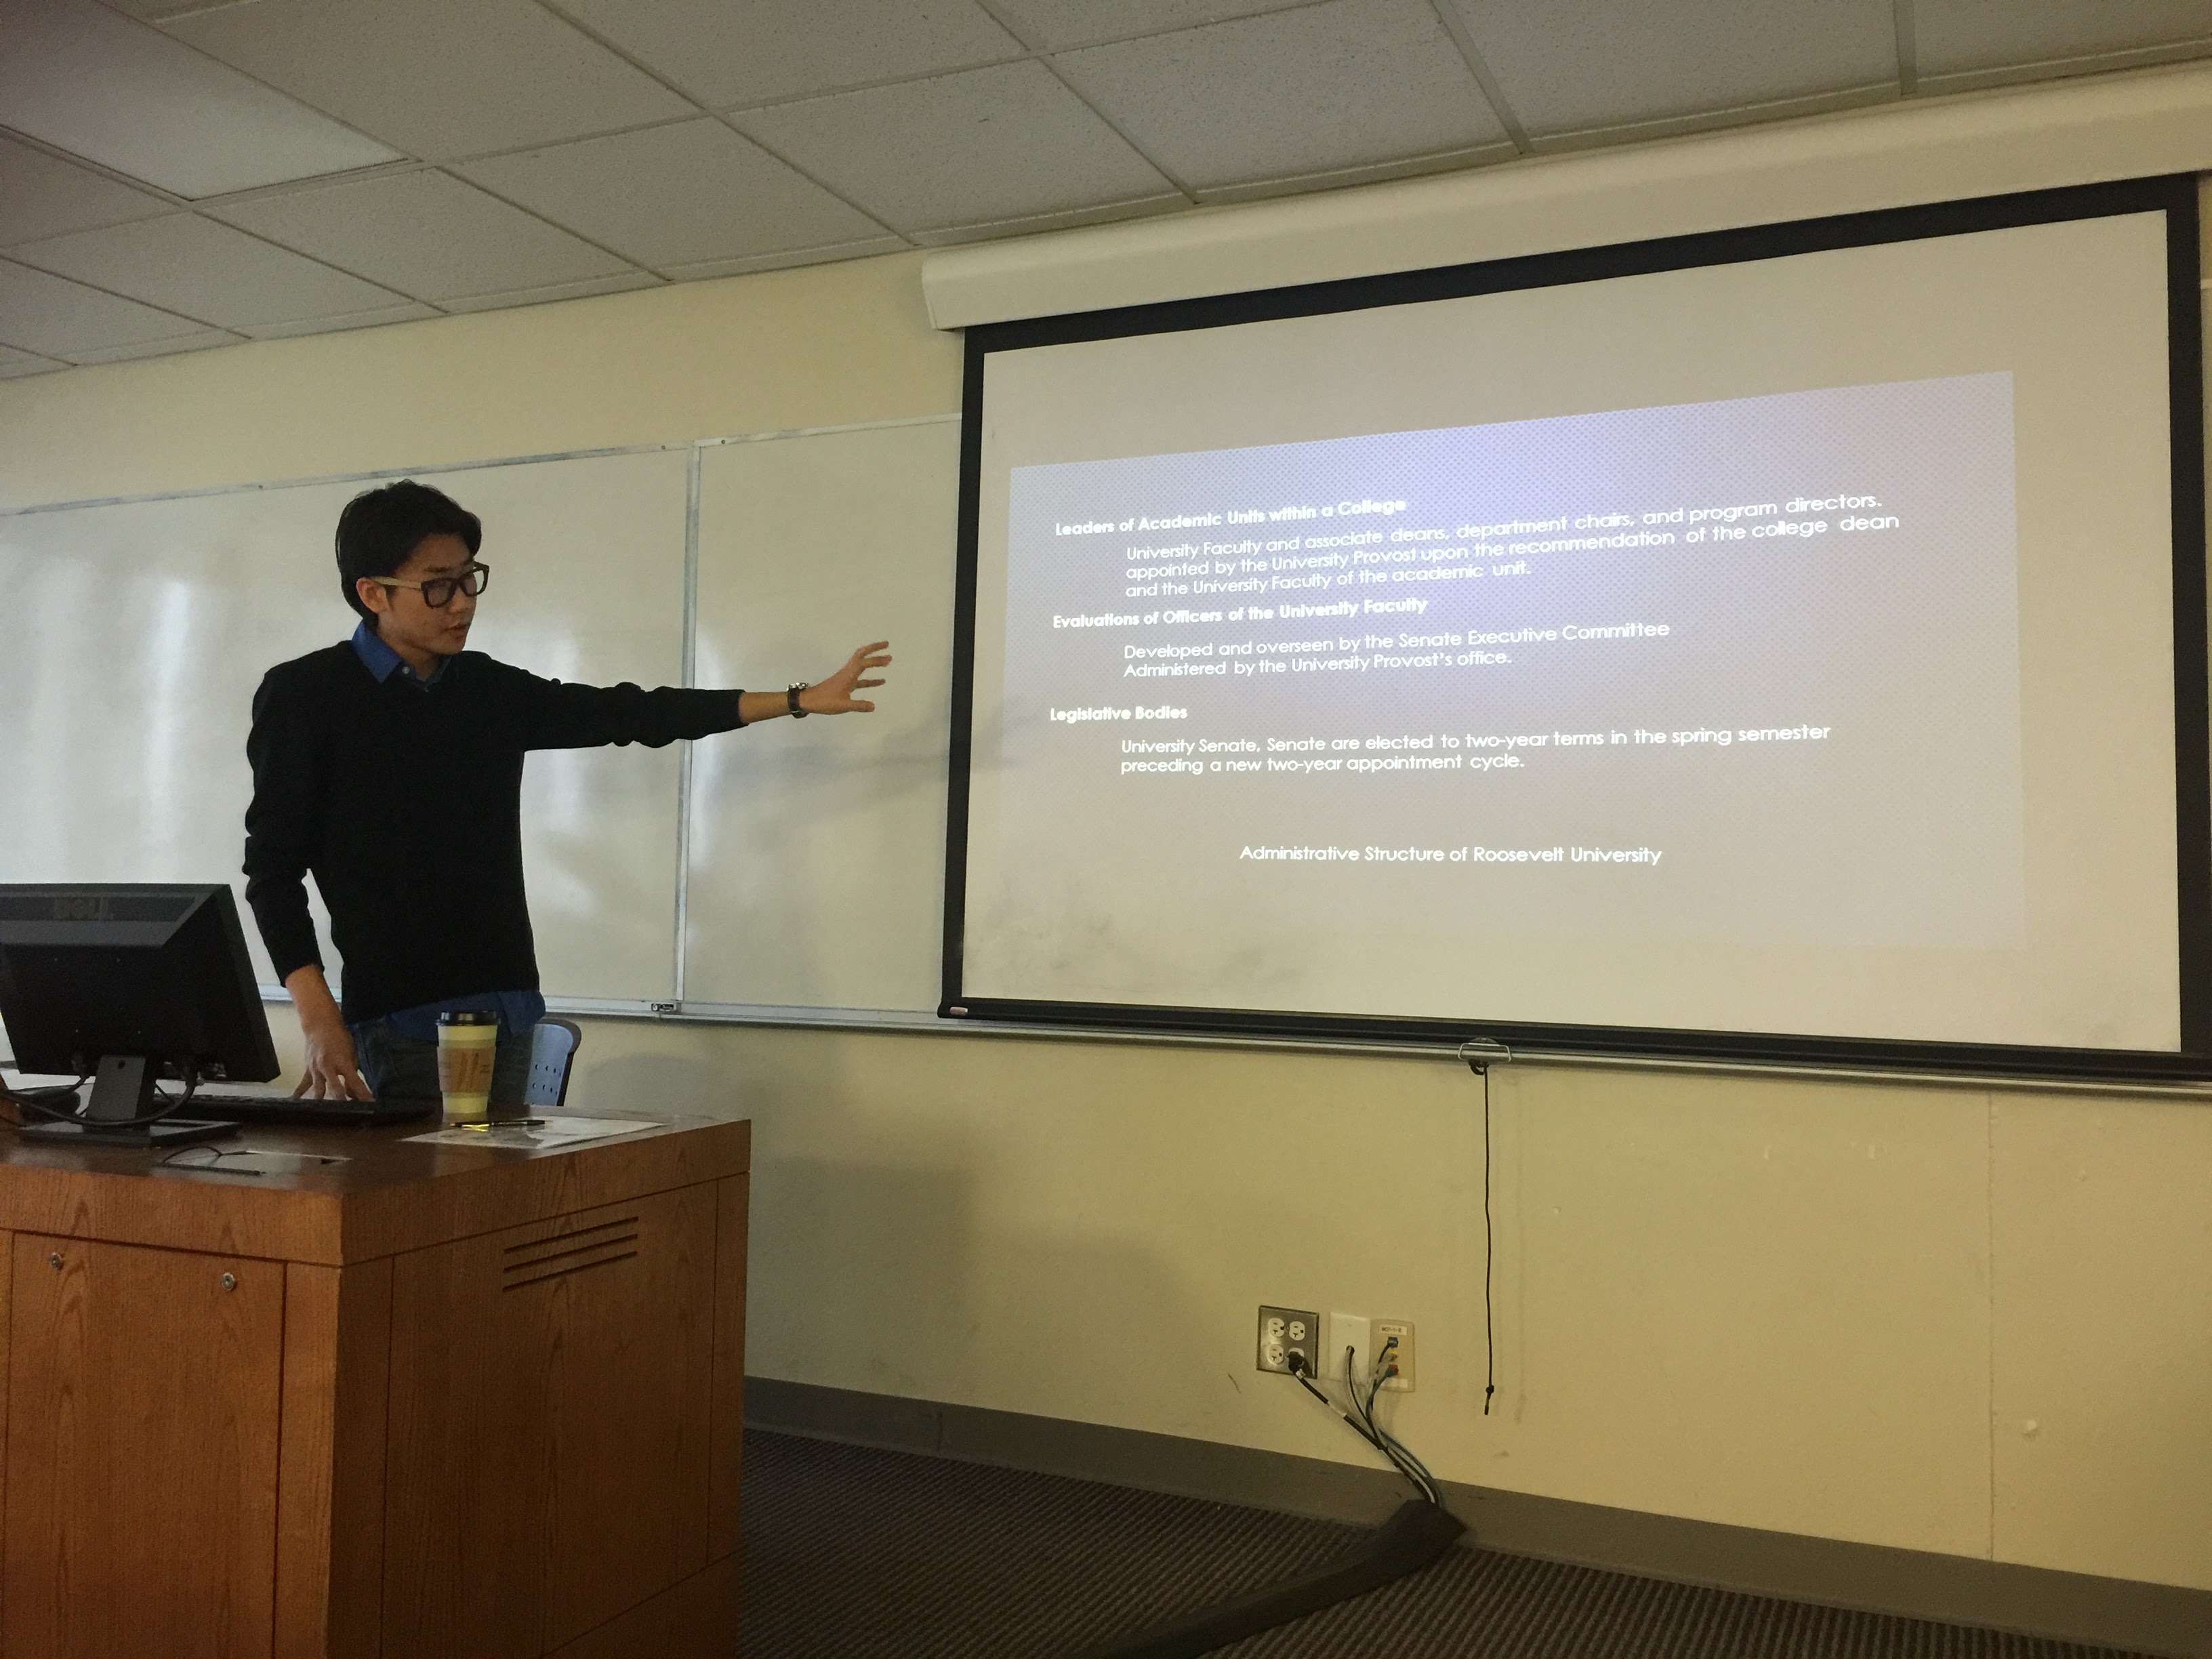 Leaders of Academic Units within a College
University Faculty and associate deans, department chairs, and program directors.
appointed by the University Provost upon the recommendation of the college dean
and the University Faculty of the academic unit.
Evaluations of Officers of the University Faculty
Developed and overseen by the Senate Executive Committee
Administered by the University Provost's office.
Legislative Bodies
University Senate, Senate are elected to two-year terms in the spring semester
preceding a new two-year appointment cycle.
Administrative Structure of Roosevelt University
DELL